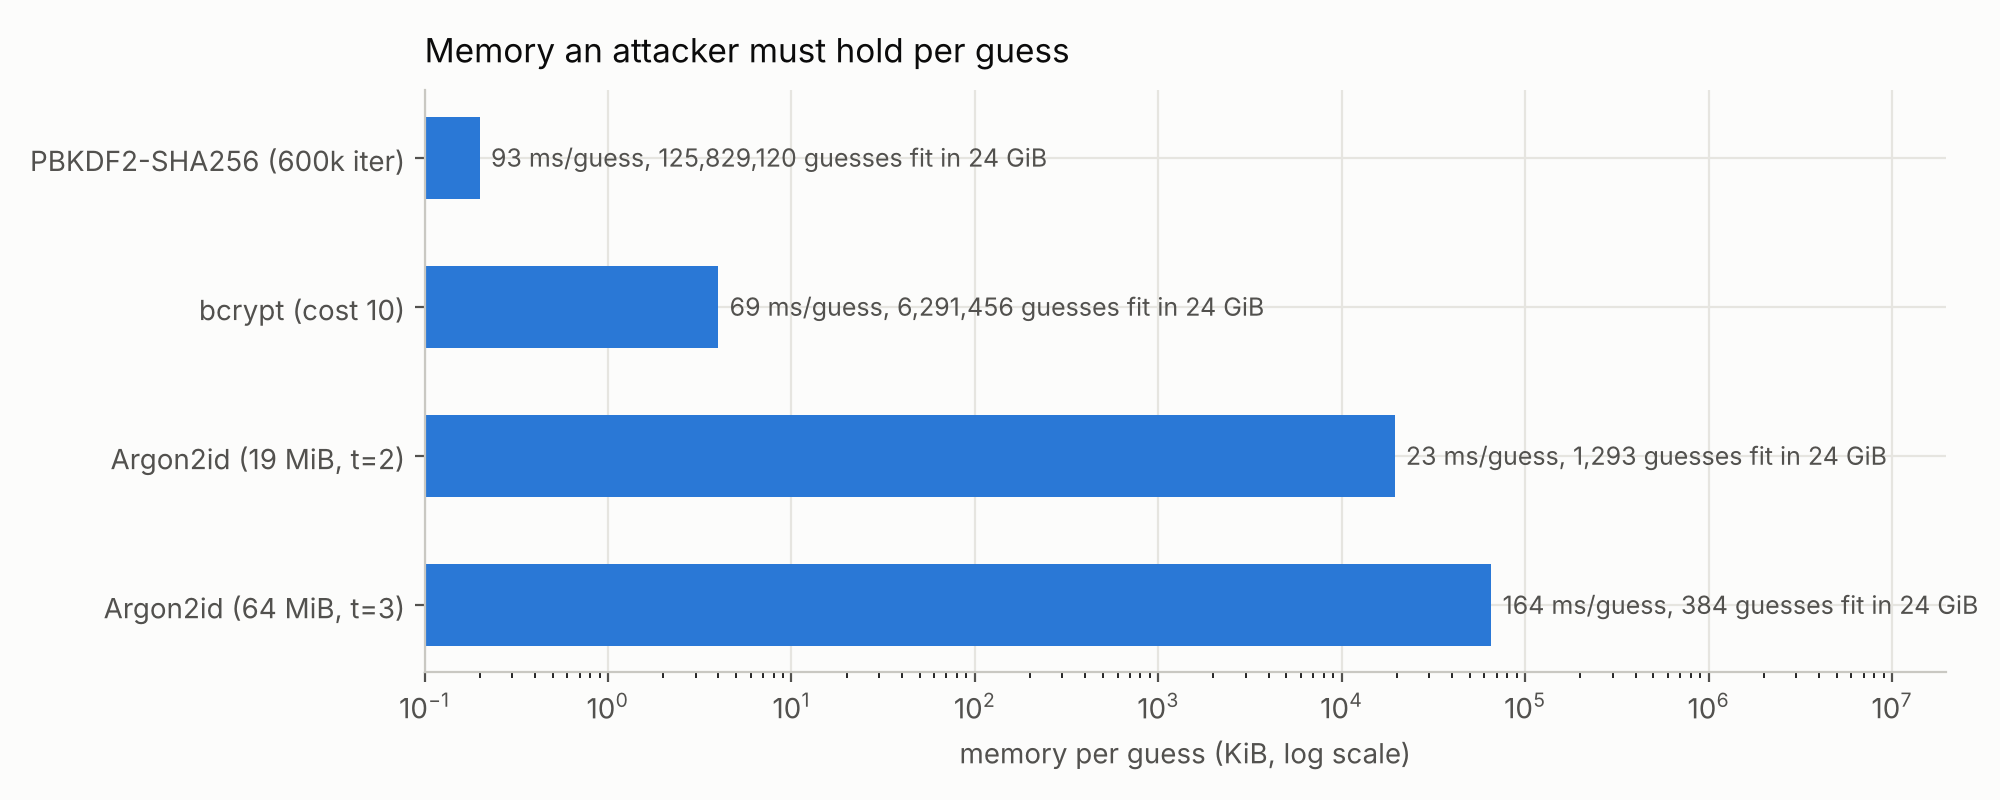 Memory an attacker must hold per guess
PBKDF2-SHA256 (600k iter)
93 ms/guess, 125,829,120 guesses fit in 24 GiB
bcrypt (cost 10)
69 ms/guess, 6,291,456 guesses fit in 24 GiB
Argon2id (19 MiB, t=2)
23 ms/guess, 1,293 guesses fit in 24 GiB
Argon2id (64 MiB, t=3)
164 ms/guess, 384 guesses fit in 24 GiB
10⁻¹ 10⁰ 10¹ 10² 10³ 10⁴ 10⁵ 10⁶ 10⁷
memory per guess (KiB, log scale)